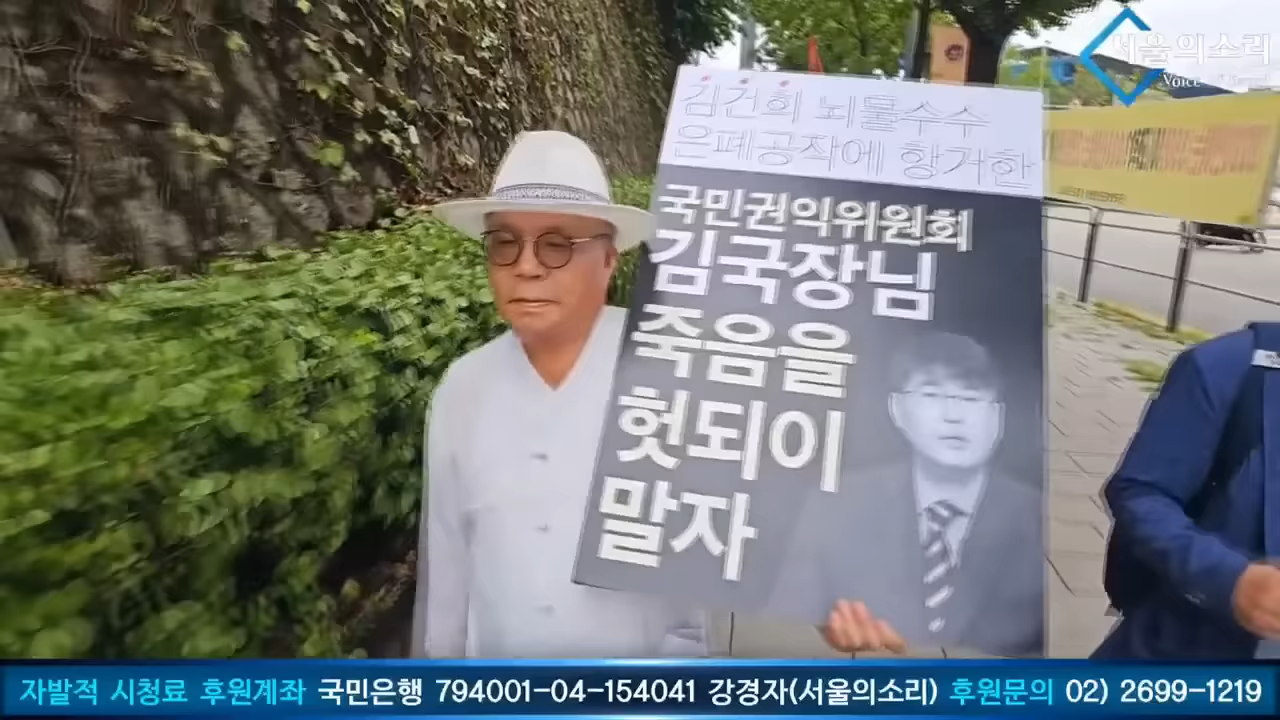 서울의소리
Voice
김건희 뇌물수수
은폐공작에 항거한
국민권익위원회
김국장님
죽음을
헛되이
말자
자발적 시청료 후원계좌 국민은행 794001-04-154041 강경자(서울의소리) 후원문의 02) 2699-1219